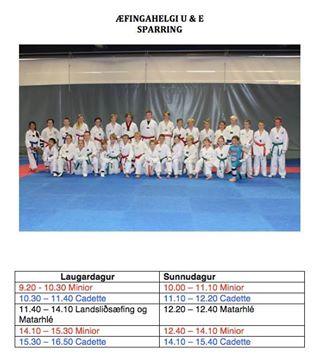 ÆFINGAHELGI U & E
SPARRING
Laugardagur Sunnudagur
9.20 - 10.30 Minior 10.00 – 11.10 Minior
10.30 – 11.40 Cadette 11.10 – 12.20 Cadette
11.40 – 14.10 Landsliðsæfing og Matarhlé 12.20 – 12.40 Matarhlé
14.10 – 15.30 Minior 12.40 – 14.10 Minior
15.30 – 16.50 Cadette 14.10 – 15.40 Cadette